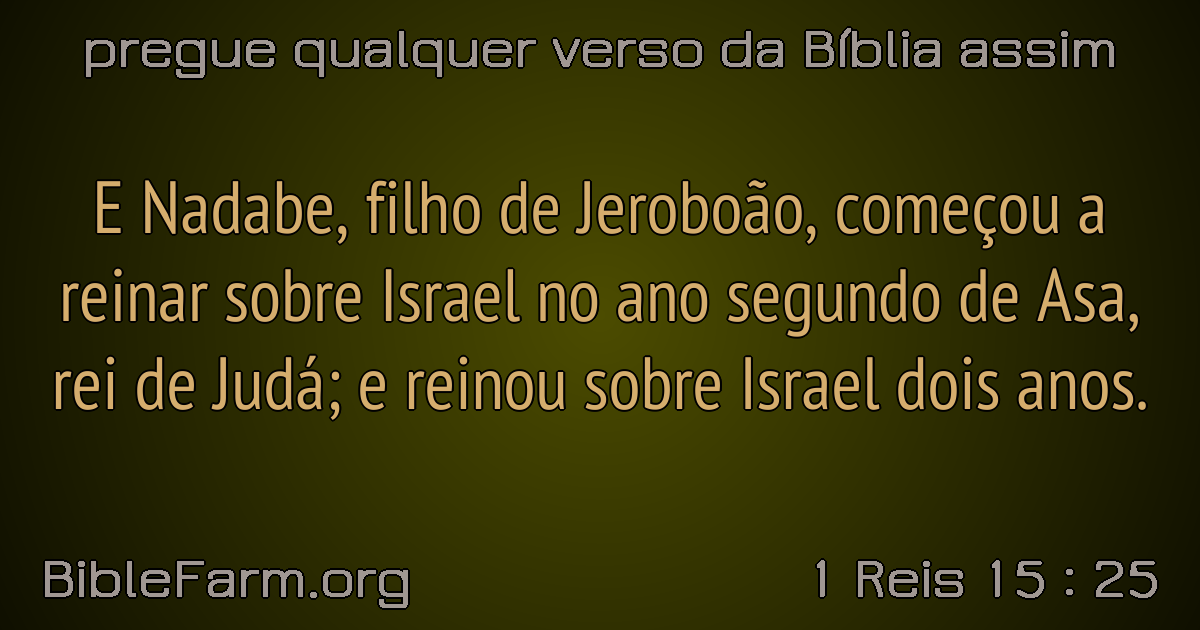 pregue qualquer verso da Bíblia assim
E Nadabe, filho de Jeroboão, começou a
reinar sobre Israel no ano segundo de Asa,
rei de Judá; e reinou sobre Israel dois anos.
BibleFarm.org
1 Reis 15 : 25